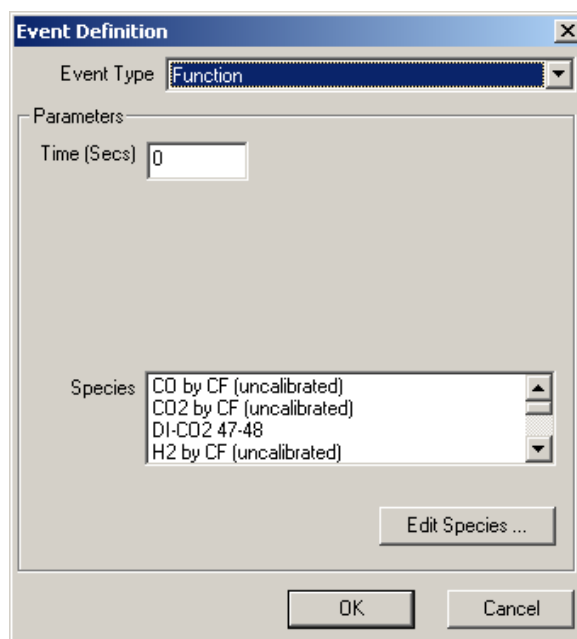 Event Definition
Event Type Function
Parameters
Time (Secs) 0
Species CO by CF (uncalibrated)
CO2 by CF (uncalibrated)
DI-CO2 47-48
H2 by CF (uncalibrated)
Edit Species ...
OK Cancel